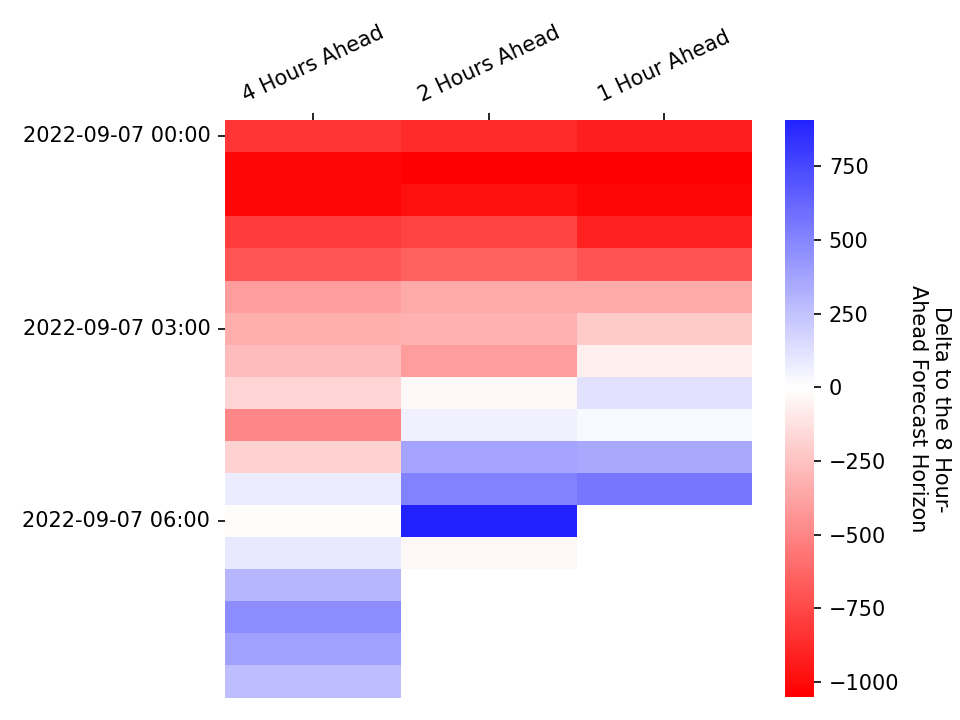 4 Hours Ahead
2 Hours Ahead
1 Hour Ahead
2022-09-07 00:00
2022-09-07 03:00
2022-09-07 06:00
750
500
250
0
−250
−500
−750
−1000
Delta to the 8 Hour-
Ahead Forecast Horizon